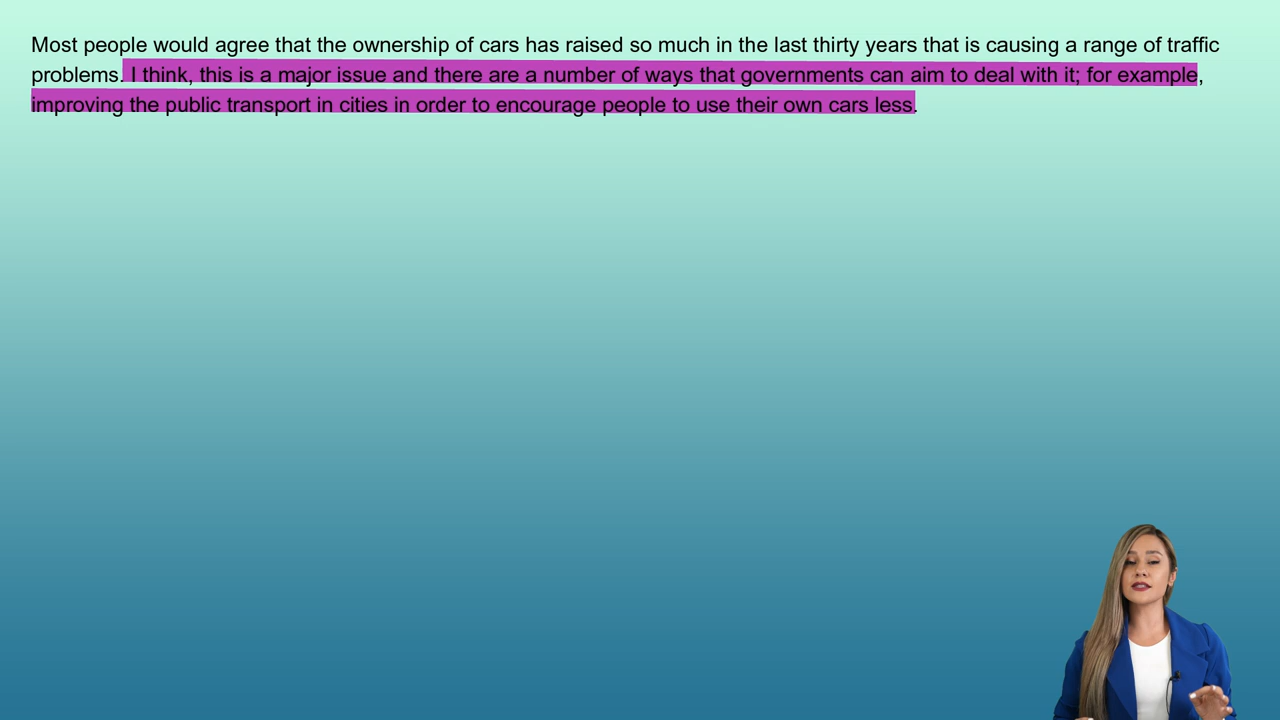 Most people would agree that the ownership of cars has raised so much in the last thirty years that is causing a range of traffic
problems. I think, this is a major issue and there are a number of ways that governments can aim to deal with it; for example,
improving the public transport in cities in order to encourage people to use their own cars less.